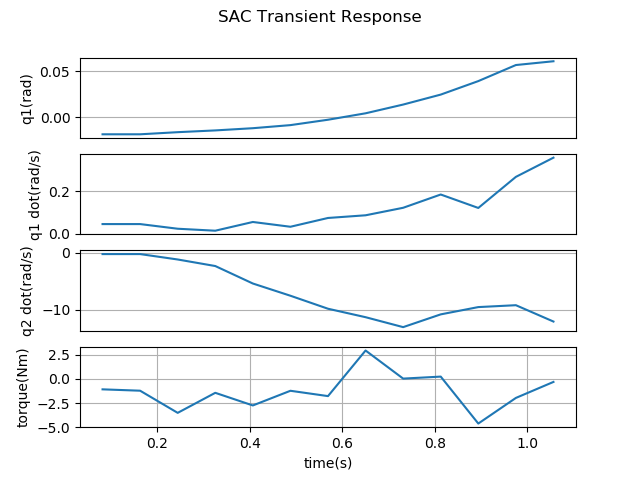 SAC Transient Response
q1(rad)
0.05
0.00
q1 dot(rad/s)
0.2
0.0
q2 dot(rad/s)
0
−10
torque(Nm)
2.5
0.0
−2.5
−5.0
0.2 0.4 0.6 0.8 1.0
time(s)